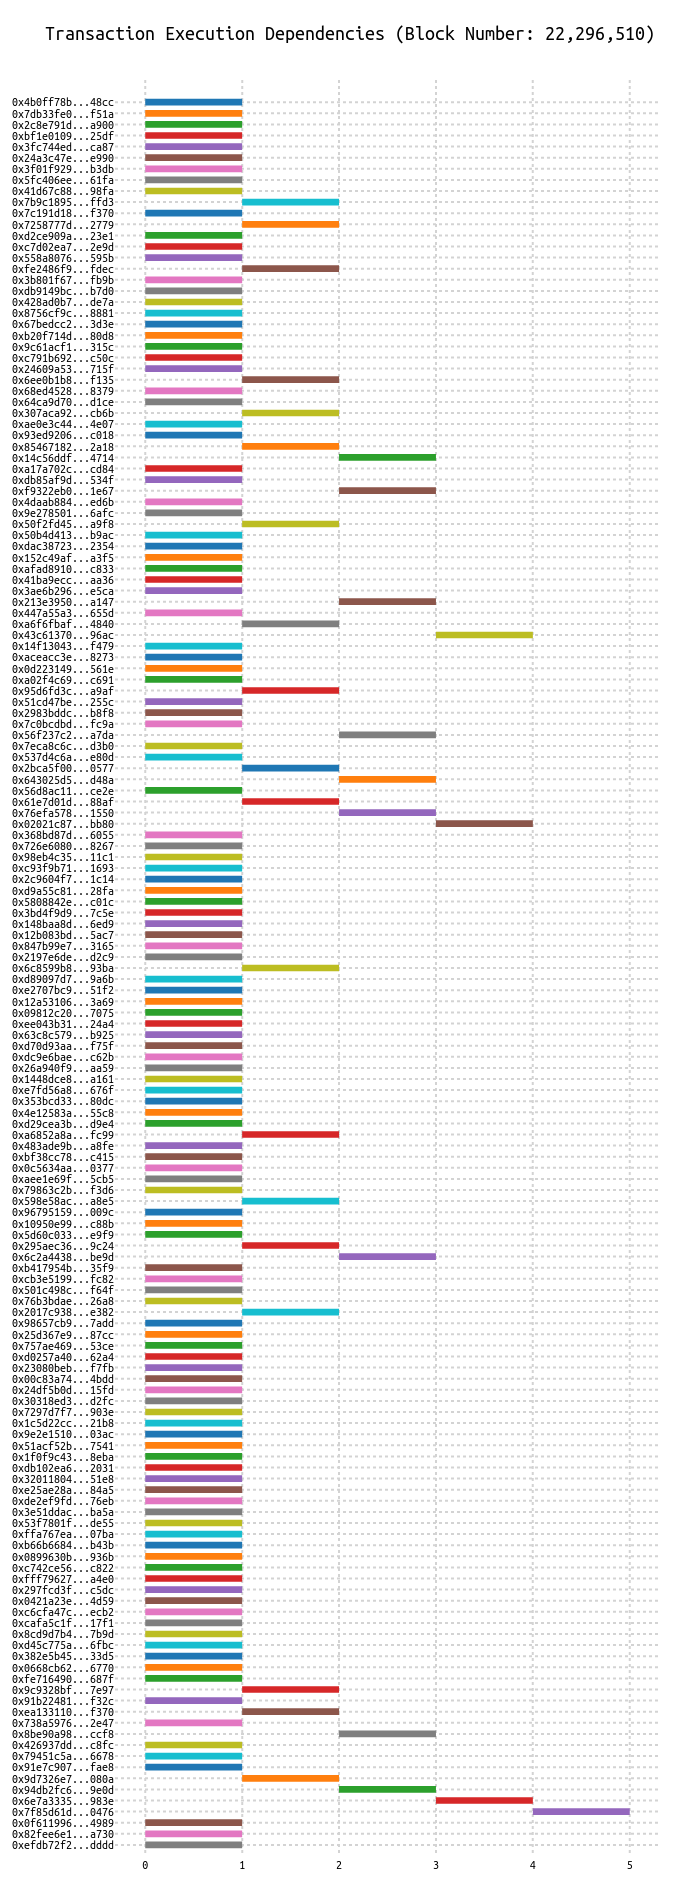 Transaction Execution Dependencies (Block Number: 22,296,510)
0x4b0ff78b...48cc
0x7db33fe0...f51a
0x2c8e791d...a900
0xbf1e0109...25df
0x3fc744ed...ca87
0x24a3c47e...e990
0x3f01f929...b3db
0x5fc406ee...61fa
0x41d67c88...98fa
0x7b9c1895...ffd3
0x7c191d18...f370
0x7258777d...2779
0xd2ce909a...23e1
0xc7d02ea7...2e9d
0x558a8076...595b
0xfe2486f9...fdec
0x3b801f67...fb9b
0xdb9149bc...b7d0
0x428ad0b7...de7a
0x8756cf9c...8881
0x67bedcc2...3d3e
0xb20f714d...80d8
0x9c61acf1...315c
0xc791b692...c50c
0x24609a53...715f
0x6ee0b1b8...f135
0x68ed4528...8379
0x64ca9d70...d1ce
0x307aca92...cb6b
0xae0e3c44...4e07
0x93ed9206...c018
0x85467182...2a18
0x14c56ddf...4714
0xa17a702c...cd84
0xdb85af9d...534f
0xf9322eb0...1e67
0x4daab884...ed6b
0x9e278501...6afc
0x50f2fd45...a9f8
0x50b4d413...b9ac
0xdac38723...2354
0x152c49af...a3f5
0xafad8910...c833
0x41ba9ecc...aa36
0x3ae6b296...e5ca
0x213e3950...a147
0x447a55a3...655d
0xa6f6fbaf...4840
0x43c61370...96ac
0x14f13043...f479
0xaceacc3e...8273
0x0d223149...561e
0xa02f4c69...c691
0x95d6fd3c...a9af
0x51cd47be...255c
0x2983bddc...b8f8
0x7c0bcdbd...fc9a
0x56f237c2...a7da
0x7eca8c6c...d3b0
0x537d4c6a...e80d
0x2bca5f00...0577
0x643025d5...d48a
0x56d8ac11...ce2e
0x61e7d01d...88af
0x76efa578...1550
0x02021c87...bb80
0x368bd87d...6055
0x726e6080...8267
0x98eb4c35...11c1
0xc93f9b71...1693
0x2c9604f7...1c14
0xd9a55c81...28fa
0x5808842e...c01c
0x3bd4f9d9...7c5e
0x148baa8d...6ed9
0x12b083bd...5ac7
0x847b99e7...3165
0x2197e6de...d2c9
0x6c8599b8...93ba
0xd89097d7...9a6b
0xe2707bc9...51f2
0x12a53106...3a69
0x09812c20...7075
0xee043b31...24a4
0x63c8c579...b925
0xd70d93aa...f75f
0xdc9e6bae...c62b
0x26a940f9...aa59
0x1448dce8...a161
0xe7fd56a8...676f
0x353bcd33...80dc
0x4e12583a...55c8
0xd29cea3b...d9e4
0xa6852a8a...fc99
0x483ade9b...a8fe
0xbf38cc78...c415
0x0c5634aa...0377
0xaee1e69f...5cb5
0x79863c2b...f3d6
0x598e58ac...a8e5
0x96795159...009c
0x10950e99...c88b
0x5d60c033...e9f9
0x295aec36...9c24
0x6c2a4438...be9d
0xb417954b...35f9
0xcb3e5199...fc82
0x501c498c...f64f
0x76b3bdae...26a8
0x2017c938...e382
0x98657cb9...7add
0x25d367e9...87cc
0x757ae469...53ce
0xd0257a40...62a4
0x23080beb...f7fb
0x00c83a74...4bdd
0x24df5b0d...15fd
0x30318ed3...d2fc
0x7297d7f7...903e
0x1c5d22cc...21b8
0x9e2e1510...03ac
0x51acf52b...7541
0x1f0f9c43...8eba
0xdb102ea6...2031
0x32011804...51e8
0xe25ae28a...84a5
0xde2ef9fd...76eb
0x3e51ddac...ba5a
0x53f7801f...de55
0xffa767ea...07ba
0xb66b6684...b43b
0x0899630b...936b
0xc742ce56...c822
0xfff79627...a4e0
0x297fcd3f...c5dc
0x0421a23e...4d59
0xc6cfa47c...ecb2
0xcafa5c1f...17f1
0x8cd9d7b4...7b9d
0xd45c775a...6fbc
0x382e5b45...33d5
0x0668cb62...6770
0xfe716490...687f
0x9c9328bf...7e97
0x91b22481...f32c
0xea133110...f370
0x738a5976...2e47
0x8be90a98...ccf8
0x426937dd...c8fc
0x79451c5a...6678
0x91e7c907...fae8
0x9d7326e7...080a
0x94db2fc6...9e0d
0x6e7a3335...983e
0x7f85d61d...0476
0x0f611996...4989
0x82fee6e1...a730
0xefdb72f2...dddd
0 1 2 3 4 5